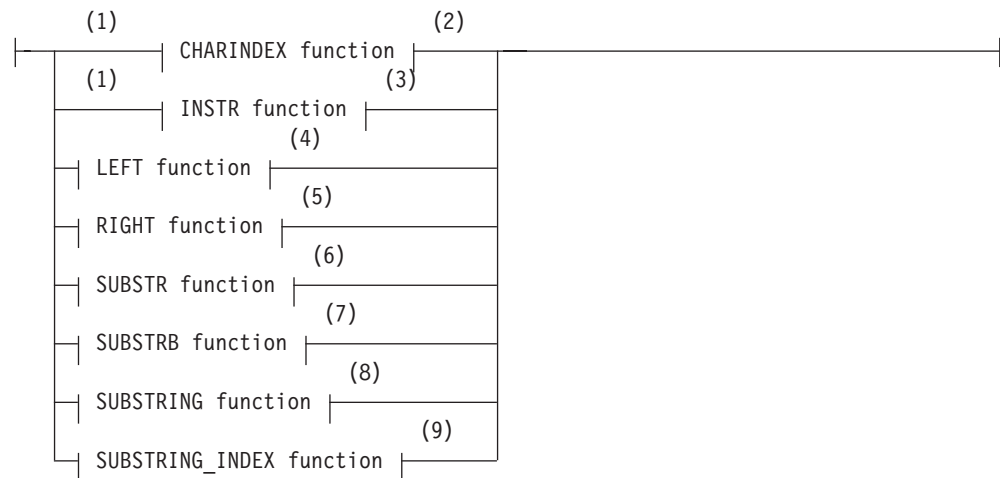 (1) (2)
CHARINDEX function
(1) (3)
INSTR function
(4)
LEFT function
(5)
RIGHT function
(6)
SUBSTR function
(7)
SUBSTRB function
(8)
SUBSTRING function
(9)
SUBSTRING_INDEX function